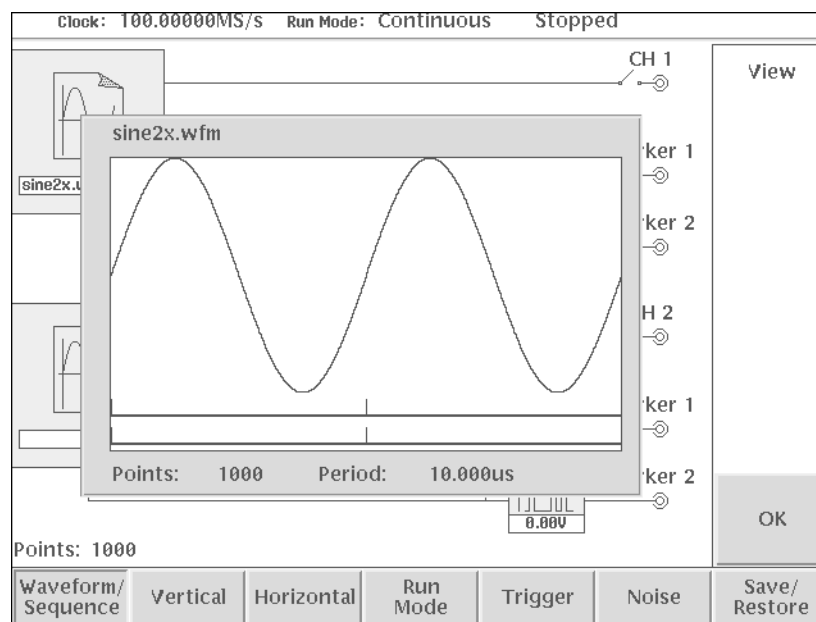 Clock: 100.00000MS/s Run Mode: Continuous Stopped
CH 1
View
sine2x.wfm
ker 1
sine2x.
ker 2
H 2
ker 1
Points: 1000 Period: 10.000us
ker 2
0.00V
OK
Points: 1000
Waveform/
Sequence
Vertical
Horizontal
Run
Mode
Trigger
Noise
Save/
Restore